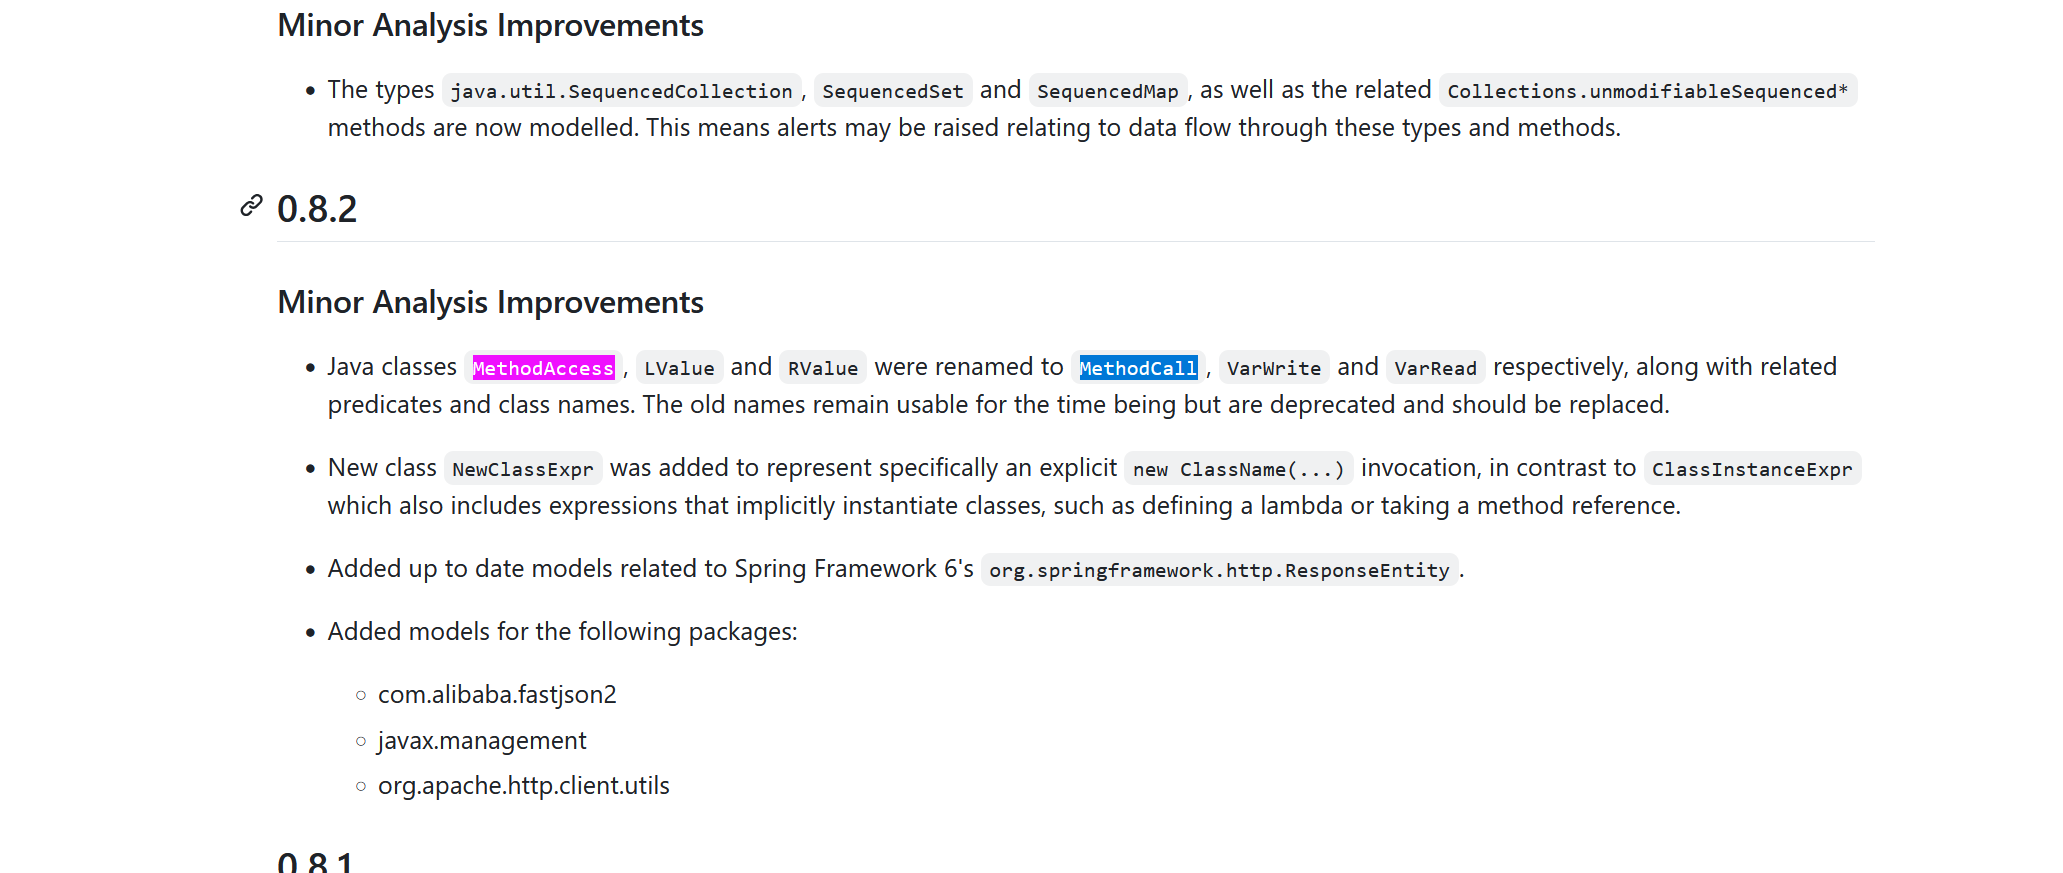 Minor Analysis Improvements
• The types java.util.SequencedCollection, SequencedSet and SequencedMap, as well as the related Collections.unmodifiableSequenced*
methods are now modelled. This means alerts may be raised relating to data flow through these types and methods.
0.8.2
Minor Analysis Improvements
• Java classes MethodAccess, LValue and RValue were renamed to MethodCall, VarWrite and VarRead respectively, along with related
predicates and class names. The old names remain usable for the time being but are deprecated and should be replaced.
• New class NewClassExpr was added to represent specifically an explicit new ClassName(...) invocation, in contrast to ClassInstanceExpr
which also includes expressions that implicitly instantiate classes, such as defining a lambda or taking a method reference.
• Added up to date models related to Spring Framework 6's org.springframework.http.ResponseEntity.
• Added models for the following packages:
○ com.alibaba.fastjson2
○ javax.management
○ org.apache.http.client.utils
0.8.1